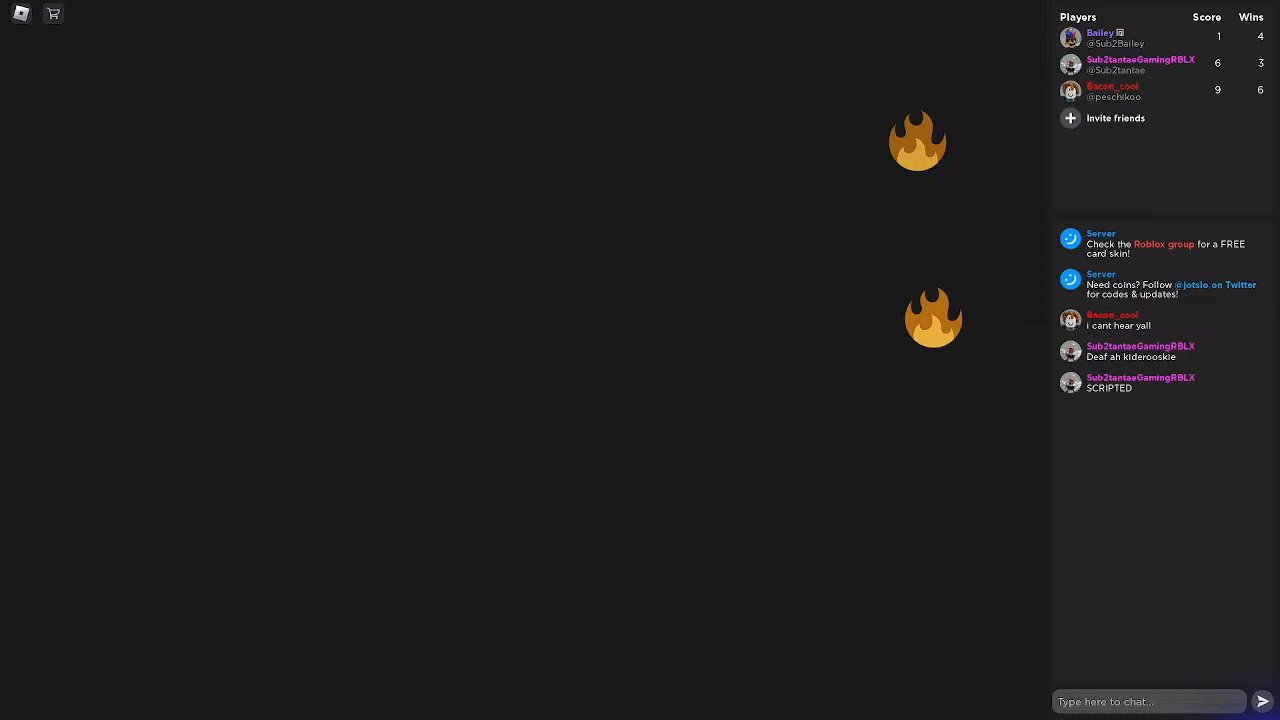 Players Score Wins
Bailey
@Sub2Bailey 1 4
Sub2tantaeGamingRBLX
@Sub2tantae 6 3
Bacon_cool
@peschikoo 9 6
Invite friends
Server
Check the Roblox group for a FREE
card skin!
Server
Need coins? Follow @jotslo on Twitter
for codes & updates!
Bacon_cool
i cant hear yall
Sub2tantaeGamingRBLX
Deaf ah kiderooskie
Sub2tantaeGamingRBLX
SCRIPTED
Type here to chat...